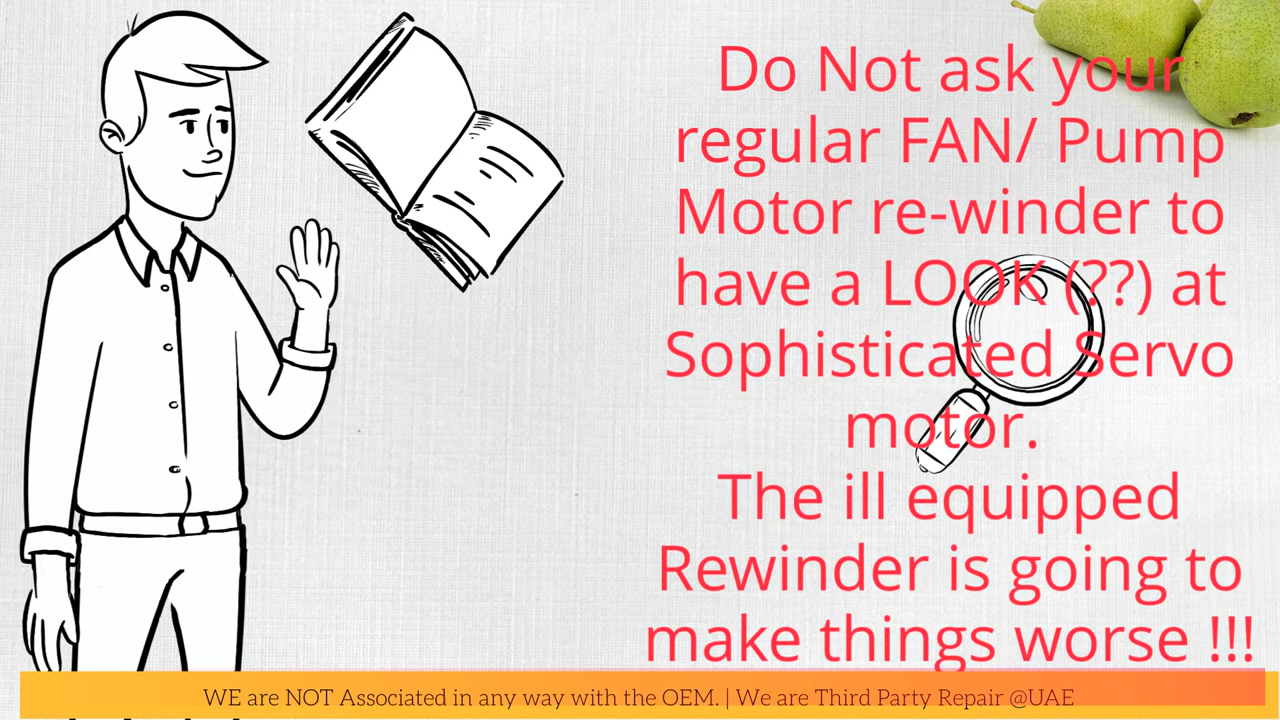 Do Not ask your
regular FAN/ Pump
Motor re-winder to
have a LOOK (??) at
Sophisticated Servo
motor.
The ill equipped
Rewinder is going to
make things worse !!!
WE are NOT Associated in any way with the OEM. | We are Third Party Repair @UAE